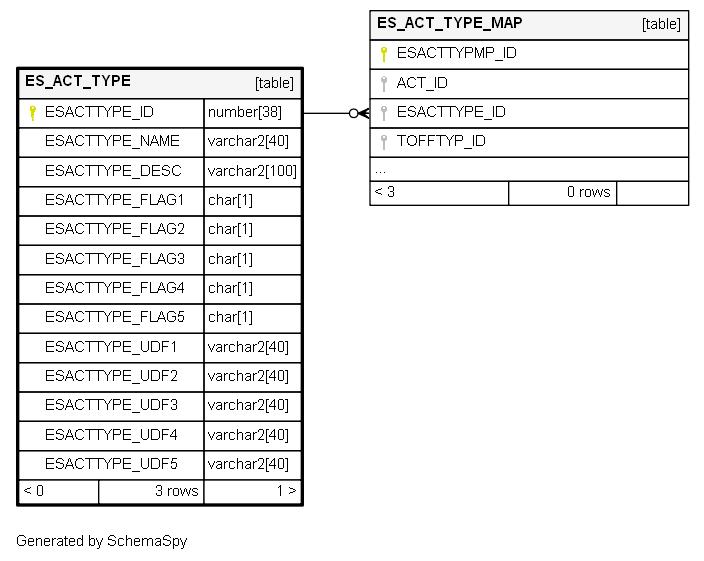 ES_ACT_TYPE [table]
ESACTTYPE_ID number[38]
ESACTTYPE_NAME varchar2[40]
ESACTTYPE_DESC varchar2[100]
ESACTTYPE_FLAG1 char[1]
ESACTTYPE_FLAG2 char[1]
ESACTTYPE_FLAG3 char[1]
ESACTTYPE_FLAG4 char[1]
ESACTTYPE_FLAG5 char[1]
ESACTTYPE_UDF1 varchar2[40]
ESACTTYPE_UDF2 varchar2[40]
ESACTTYPE_UDF3 varchar2[40]
ESACTTYPE_UDF4 varchar2[40]
ESACTTYPE_UDF5 varchar2[40]
< 0 3 rows 1 >
ES_ACT_TYPE_MAP [table]
ESACTTYPMP_ID
ACT_ID
ESACTTYPE_ID
TOFFTYP_ID
...
< 3 0 rows
Generated by SchemaSpy